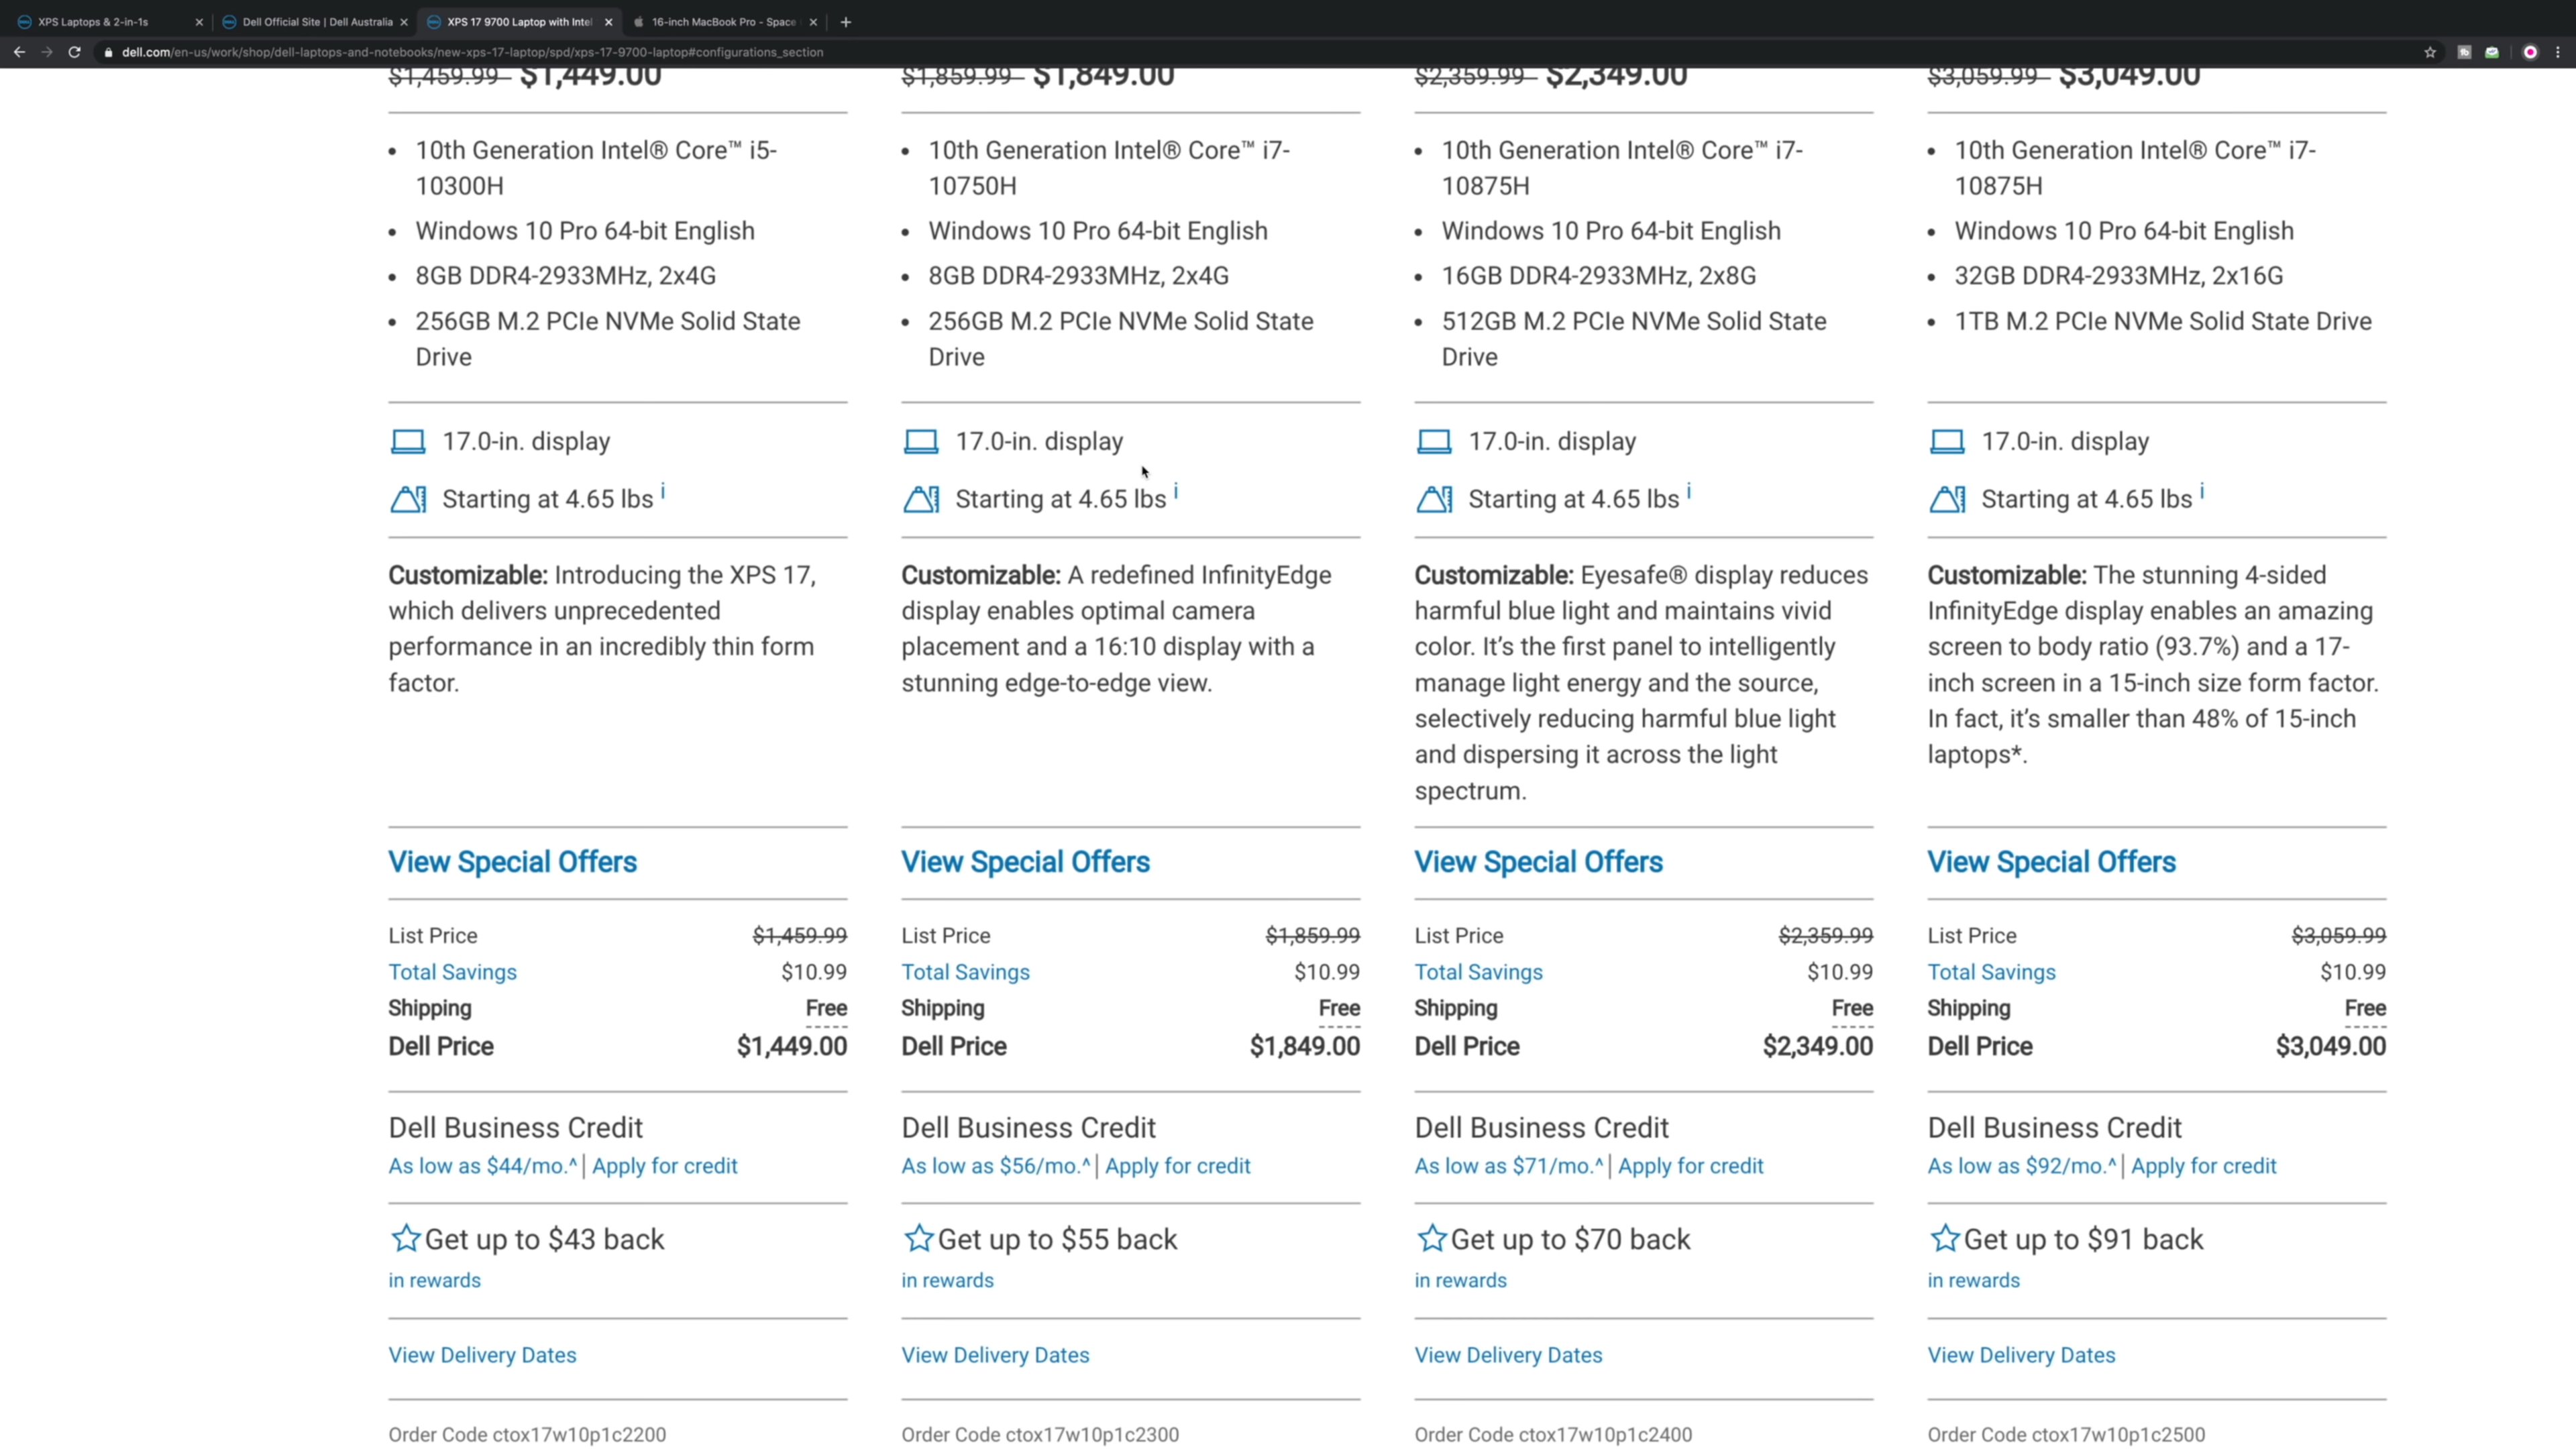 XPS Laptops & 2-in-1s
Dell Official Site | Dell Australia
XPS 17 9700 Laptop with Intel
16-inch MacBook Pro - Space
dell.com/en-us/work/shop/dell-laptops-and-notebooks/new-xps-17-laptop/spd/xps-17-9700-laptop#configurations_section
$1,459.99 $1,449.00
10th Generation Intel® Core™ i5-
10300H
Windows 10 Pro 64-bit English
8GB DDR4-2933MHz, 2x4G
256GB M.2 PCIe NVMe Solid State
Drive
17.0-in. display
Starting at 4.65 lbs i
Customizable: Introducing the XPS 17,
which delivers unprecedented
performance in an incredibly thin form
factor.
View Special Offers
List Price $1,459.99
Total Savings $10.99
Shipping Free
Dell Price $1,449.00
Dell Business Credit
As low as $44/mo.^ | Apply for credit
Get up to $43 back
in rewards
View Delivery Dates
Order Code ctox17w10p1c2200
$1,859.99 $1,849.00
10th Generation Intel® Core™ i7-
10750H
Windows 10 Pro 64-bit English
8GB DDR4-2933MHz, 2x4G
256GB M.2 PCIe NVMe Solid State
Drive
17.0-in. display
Starting at 4.65 lbs i
Customizable: A redefined InfinityEdge
display enables optimal camera
placement and a 16:10 display with a
stunning edge-to-edge view.
View Special Offers
List Price $1,859.99
Total Savings $10.99
Shipping Free
Dell Price $1,849.00
Dell Business Credit
As low as $56/mo.^ | Apply for credit
Get up to $55 back
in rewards
View Delivery Dates
Order Code ctox17w10p1c2300
$2,359.99 $2,349.00
10th Generation Intel® Core™ i7-
10875H
Windows 10 Pro 64-bit English
16GB DDR4-2933MHz, 2x8G
512GB M.2 PCIe NVMe Solid State
Drive
17.0-in. display
Starting at 4.65 lbs i
Customizable: Eyesafe® display reduces
harmful blue light and maintains vivid
color. It's the first panel to intelligently
manage light energy and the source,
selectively reducing harmful blue light
and dispersing it across the light
spectrum.
View Special Offers
List Price $2,359.99
Total Savings $10.99
Shipping Free
Dell Price $2,349.00
Dell Business Credit
As low as $71/mo.^ | Apply for credit
Get up to $70 back
in rewards
View Delivery Dates
Order Code ctox17w10p1c2400
$3,059.99 $3,049.00
10th Generation Intel® Core™ i7-
10875H
Windows 10 Pro 64-bit English
32GB DDR4-2933MHz, 2x16G
1TB M.2 PCIe NVMe Solid State Drive
17.0-in. display
Starting at 4.65 lbs i
Customizable: The stunning 4-sided
InfinityEdge display enables an amazing
screen to body ratio (93.7%) and a 17-
inch screen in a 15-inch size form factor.
In fact, it's smaller than 48% of 15-inch
laptops*.
View Special Offers
List Price $3,059.99
Total Savings $10.99
Shipping Free
Dell Price $3,049.00
Dell Business Credit
As low as $92/mo.^ | Apply for credit
Get up to $91 back
in rewards
View Delivery Dates
Order Code ctox17w10p1c2500